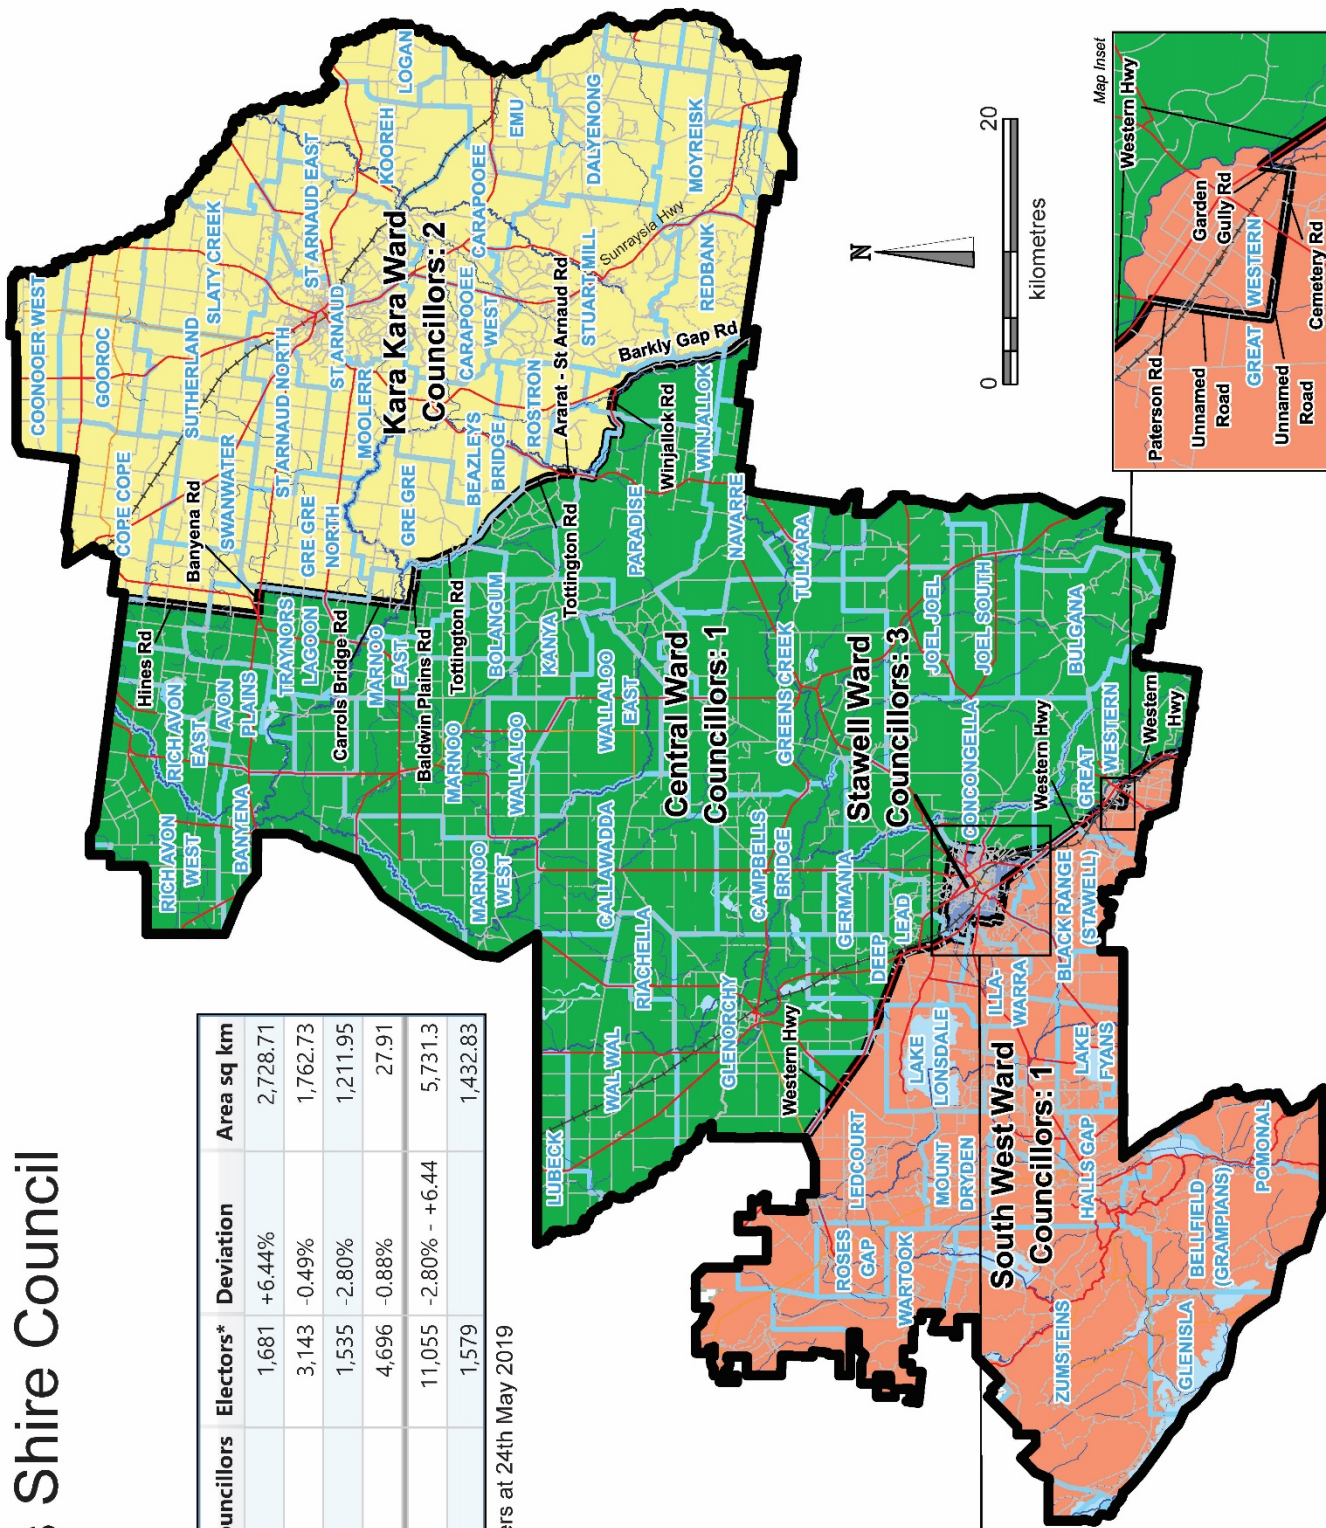 Shire Council
uncillors Electors* Deviation Area sq km
1,681 +6.44% 2,728.71
3,143 -0.49% 1,762.73
1,535 -2.80% 1,211.95
4,696 -0.88% 27.91
11,055 -2.80% - +6.44 5,731.3
1,579 1,432.83
ers at 24th May 2019
COONOOER WEST
GOOROC
COPE COPE
SUTHERLAND
SLATY CREEK
SWANWATER
Banyena Rd
ST ARNAUD NORTH
ST ARNAUD EAST
ST ARNAUD
LOGAN
KOOREH
MOOLERR
GRE GRE
NORTH
Kara Kara Ward
Councillors: 2
GRE GRE
BEAZLEYS
BRIDGE
CARAPOOEE
WEST
CARAPOOEE
EMU
ROSTRON
Ararat - St Arnaud Rd
STUART MILL
DALYENONG
Sunraysia Hwy
Barkly Gap Rd
REDBANK
MOYREISK
Hines Rd
RICH AVON
EAST
RICH AVON
WEST
AVON
PLAINS
BANYENA
TRAYNORS
LAGOON
Carrols Bridge Rd
MARNOO
EAST
Baldwin Plains Rd
Tottington Rd
MARNOO
BOLANGUM
MARNOO
WEST
WALLALOO
KANYA
Tottington Rd
WALLALOO
EAST
PARADISE
Winjallok Rd
WINJALLOK
CALLAWADDA
RIACHELLA
WAL WAL
LUBECK
Central Ward
Councillors: 1
NAVARRE
TULKARA
GREENS CREEK
CAMPBELLS
BRIDGE
GLENORCHY
GERMANIA
DEEP
LEAD
Western Hwy
Stawell Ward
Councillors: 3
JOEL JOEL
JOEL SOUTH
CONCONGELLA
BULGANA
Western Hwy
GREAT
WESTERN
Western
Hwy
LEDCOURT
LAKE
LONSDALE
ROSES
GAP
WARTOOK
MOUNT
DRYDEN
ILLA-
WARRA
BLACK RANGE
(STAWELL)
South West Ward
Councillors: 1
LAKE
FYANS
HALLS GAP
ZUMSTEINS
GLENISLA
BELLFIELD
(GRAMPIANS)
POMONAL
N
0 20
kilometres
Map Inset
Western Hwy
Paterson Rd
Garden
Gully Rd
Unnamed
Road
GREAT WESTERN
Unnamed
Road
Cemetery Rd